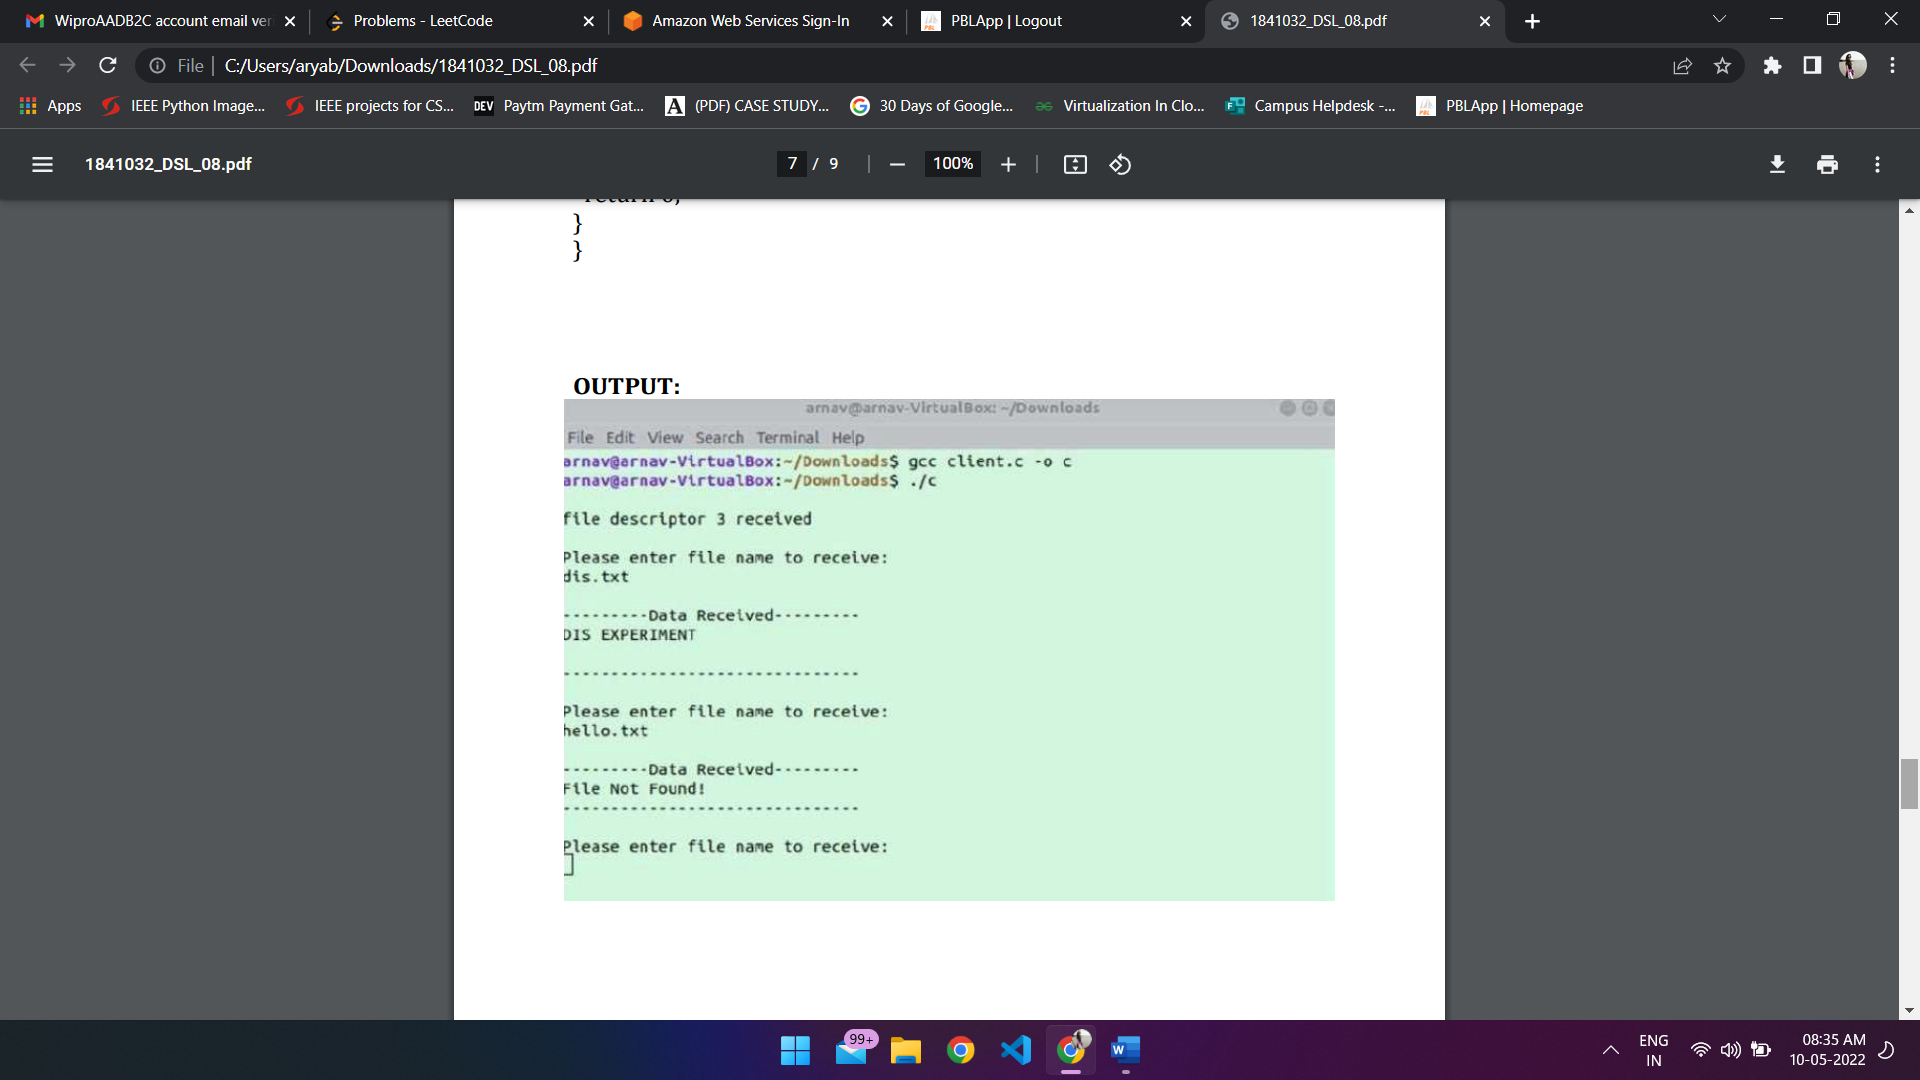 WiproAADB2C account email ver
Problems - LeetCode
Amazon Web Services Sign-In
PBLApp | Logout
1841032_DSL_08.pdf
File
C:/Users/aryab/Downloads/1841032_DSL_08.pdf
Apps
IEEE Python Image...
IEEE projects for CS...
DEV Paytm Payment Gat...
A (PDF) CASE STUDY...
30 Days of Google...
Virtualization In Clo...
Campus Helpdesk -...
PBLApp | Homepage
1841032_DSL_08.pdf
7 / 9
100%
return 0;
}
}
OUTPUT:
arnav@arnav-VirtualBox: ~/Downloads
File Edit View Search Terminal Help
arnav@arnav-VirtualBox:~/Downloads$ gcc client.c -o c
arnav@arnav-VirtualBox:~/Downloads$ ./c
file descriptor 3 received
Please enter file name to receive:
dis.txt
---------Data Received---------
DIS EXPERIMENT
-------------------------------
Please enter file name to receive:
hello.txt
---------Data Received---------
File Not Found!
-------------------------------
Please enter file name to receive:
99+
ENG
IN
08:35 AM
10-05-2022